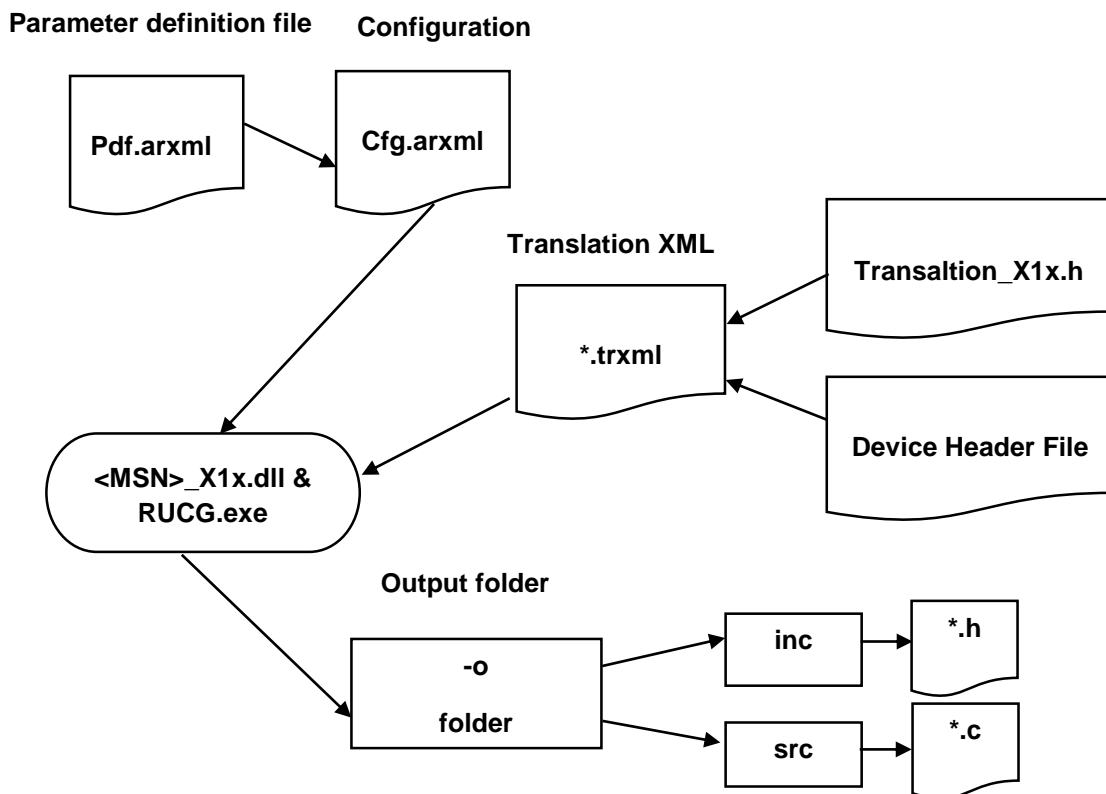 Parameter definition file
Configuration
Pdf.arxml
Cfg.arxml
Translation XML
Transaltion_X1x.h
*.trxml
Device Header File
<MSN>_X1x.dll &
RUCG.exe
Output folder
-o
folder
inc
*.h
src
*.c